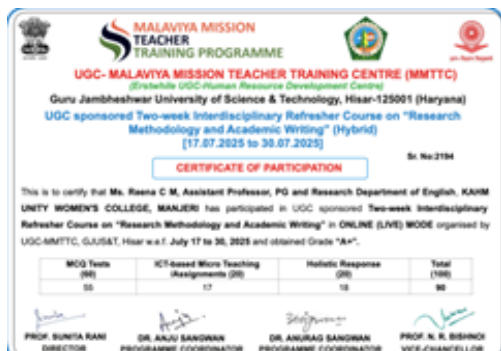 MALAVIYA MISSION
TEACHER
TRAINING PROGRAMME
UGC- MALAVIYA MISSION TEACHER TRAINING CENTRE (MMTTC)
(Erstwhile UGC-Human Resource Development Centre)
Guru Jambheshwar University of Science & Technology, Hisar-125001 (Haryana)
UGC sponsored Two-week Interdisciplinary Refresher Course on "Research
Methodology and Academic Writing" (Hybrid)
[17.07.2025 to 30.07.2025]
Sr. No:2194
CERTIFICATE OF PARTICIPATION
This is to certify that Ms. Reena C M, Assistant Professor, PG and Research Department of English, KAHM
UNITY WOMEN'S COLLEGE, MANJERI has participated in UGC sponsored Two-week Interdisciplinary
Refresher Course on "Research Methodology and Academic Writing" in ONLINE (LIVE) MODE organised by
UGC-MMTTC, GJUS&T, Hisar w.e.f. July 17 to 30, 2025 and obtained Grade "A+".
MCQ Tests (60) ICT-based Micro Teaching /Assignments (20) Holistic Response (20) Total (100)
55 17 18 90
PROF. SUNITA RANI DR. ANJU SANGWAN DR. ANURAG SANGWAN PROF. N. R. BISHNOI
DIRECTOR PROGRAMME COORDINATOR PROGRAMME COORDINATOR VICE-CHANCELLOR